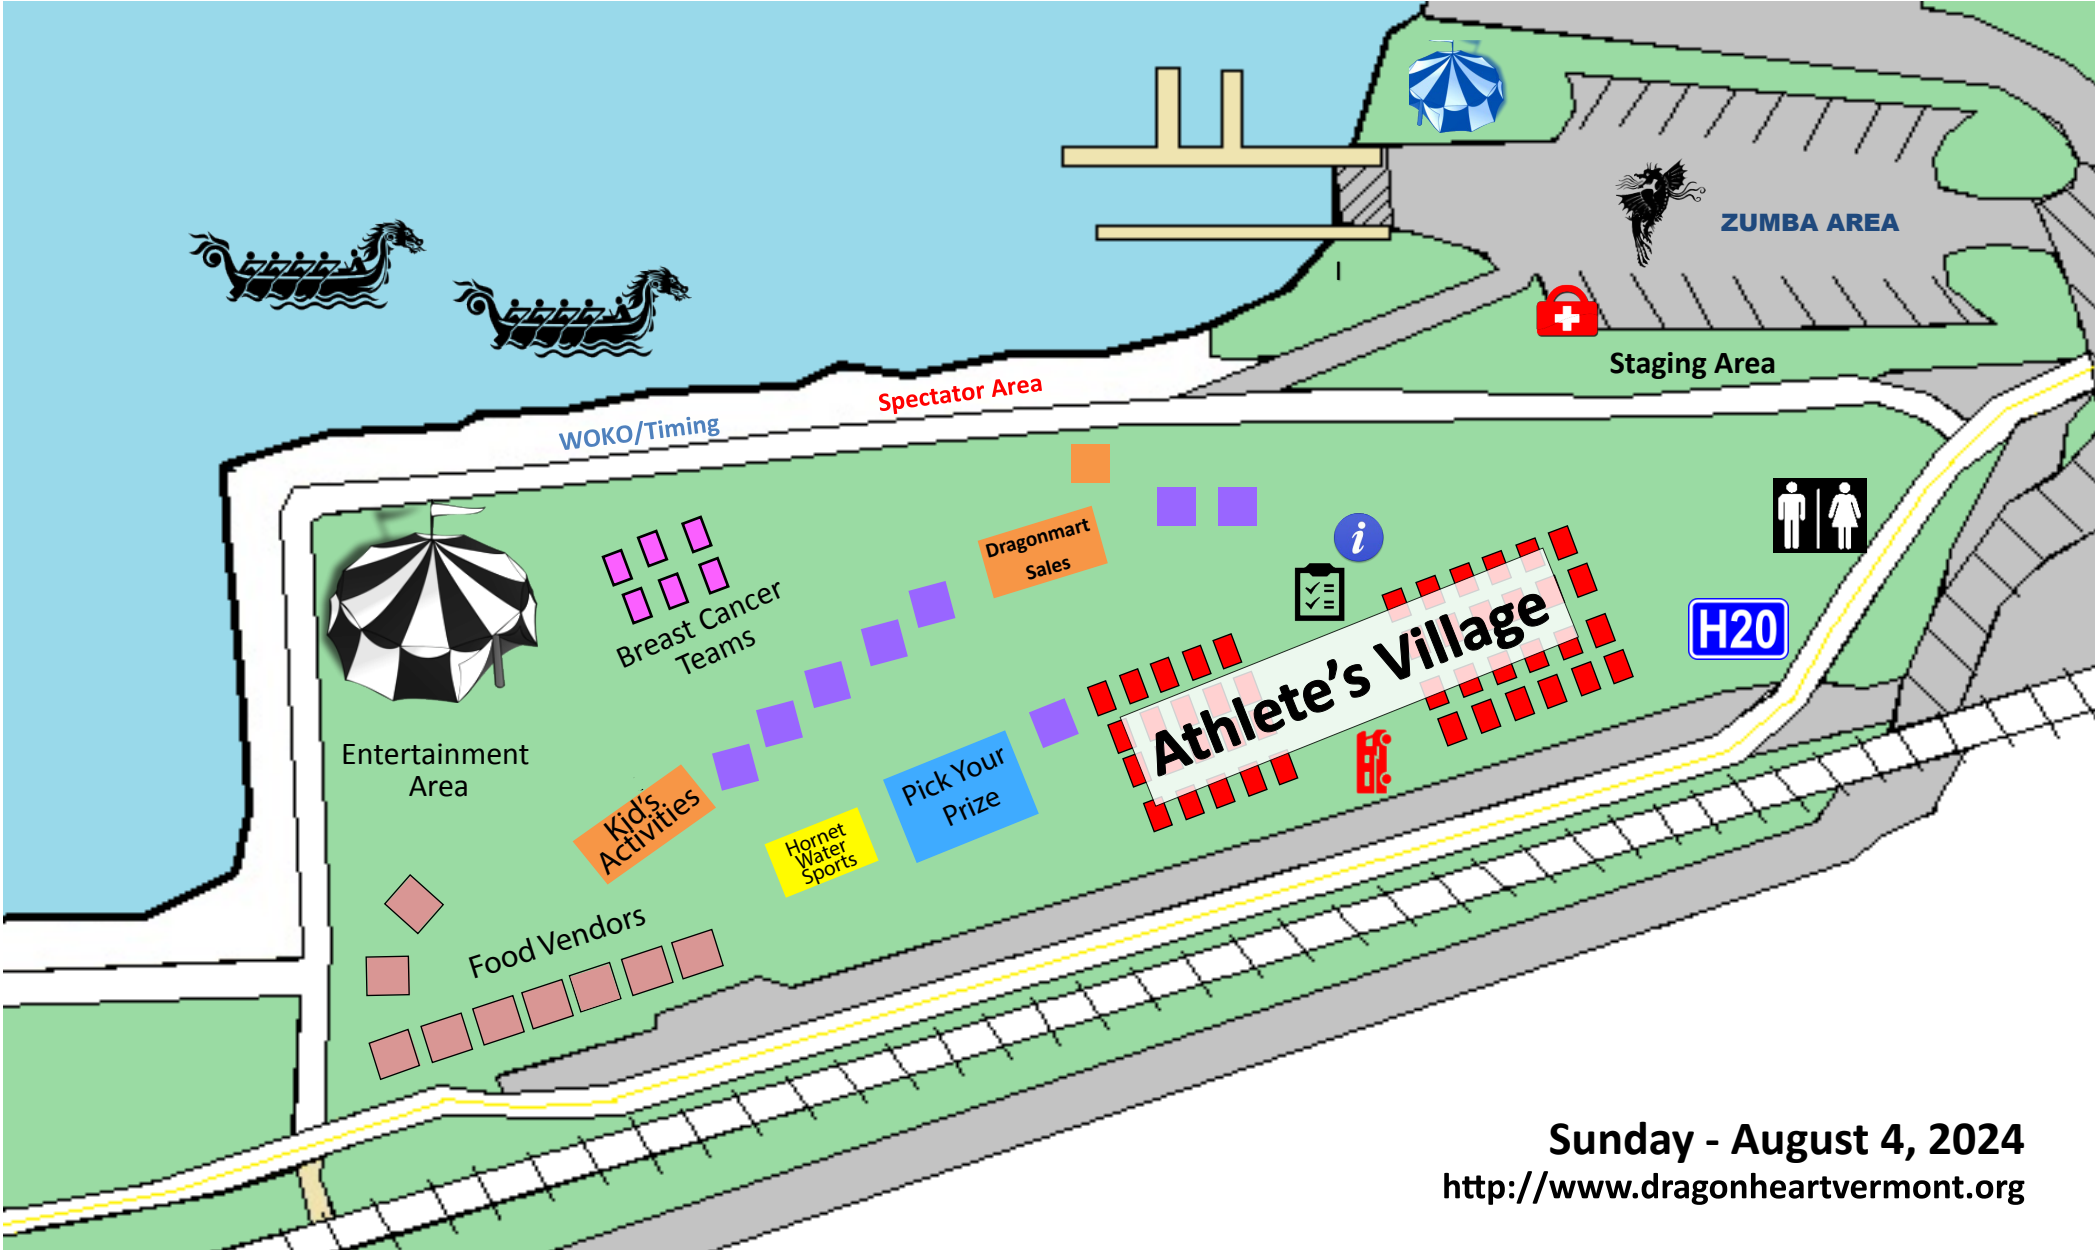 ZUMBA AREA
Staging Area
Spectator Area
WOKO/Timing
Dragonmart
Sales
i
Breast Cancer
Teams
Athlete's Village
H20
Entertainment
Area
Pick Your
Prize
Kid's
Activities
Hornet
Water
Sports
Food Vendors
Sunday - August 4, 2024
http://www.dragonheartvermont.org